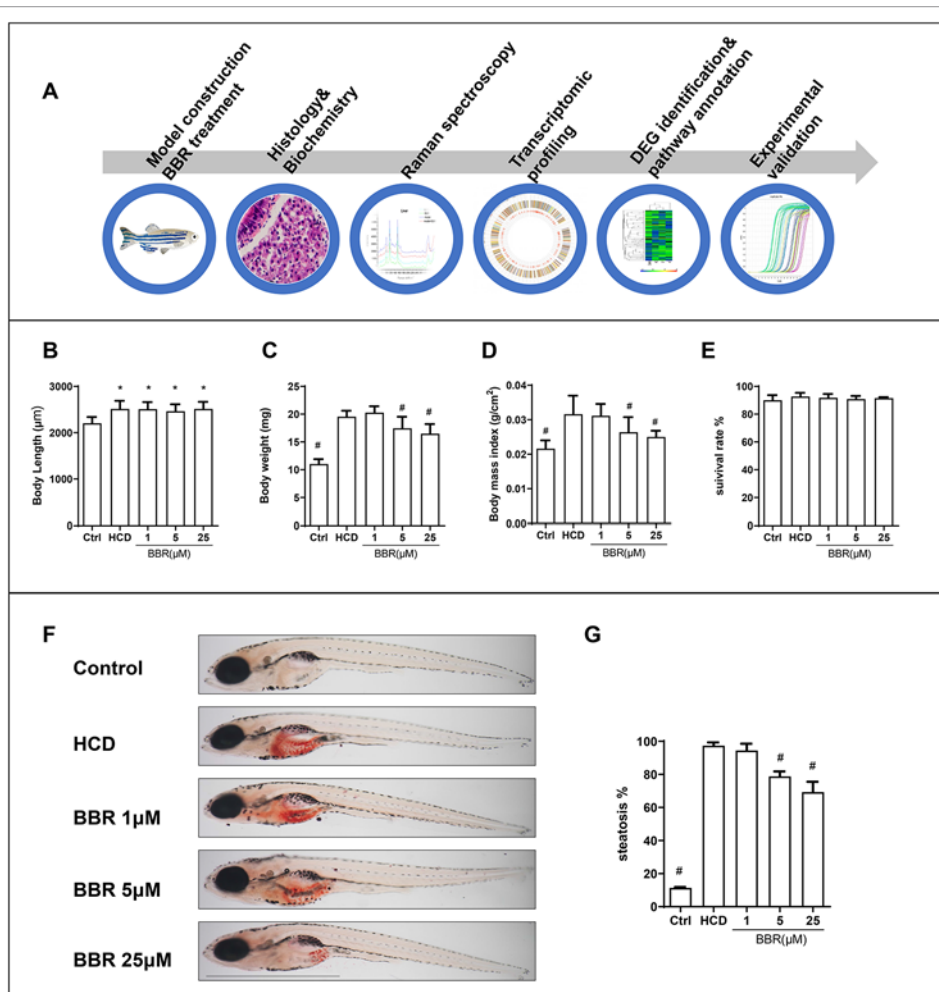 A
Model construction
BBR treatment
Histology&
Biochemistry
Raman spectroscopy
Transcriptomic
profiling
DEG identification&
pathway annotation
Experimental
validation
B
Body Length (µm)
3000
2000
1000
0
Ctrl HCD 1 5 25
BBR(µM)
* * * *
C
Body weight (mg)
25
20
15
10
5
0
Ctrl HCD 1 5 25
BBR(µM)
# # #
D
Body mass index (g/cm²)
0.04
0.03
0.02
0.01
0.00
Ctrl HCD 1 5 25
BBR(µM)
# # #
E
suivival rate %
100
80
60
40
20
0
Ctrl HCD 1 5 25
BBR(µM)
F
Control
HCD
BBR 1µM
BBR 5µM
BBR 25µM
G
steatosis %
100
80
60
40
20
0
Ctrl HCD 1 5 25
BBR(µM)
# # #